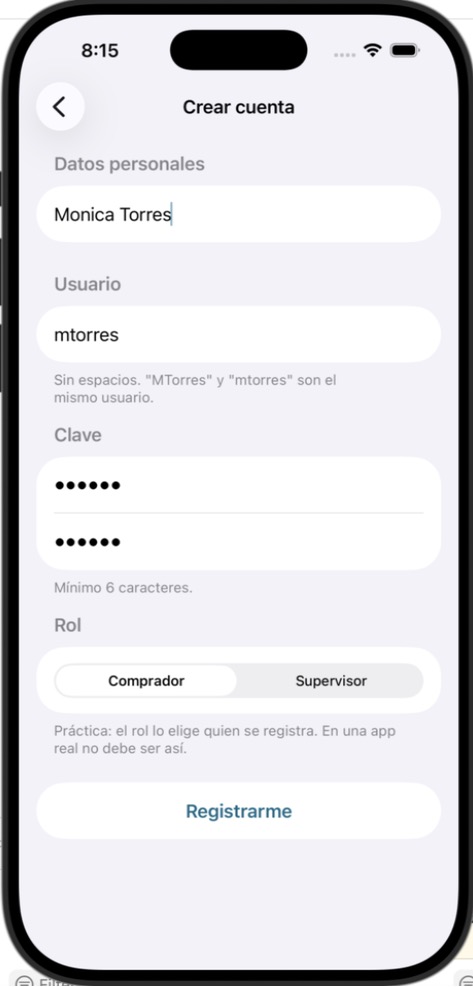 8:15
Crear cuenta
Datos personales
Monica Torres
Usuario
mtorres
Sin espacios. "MTorres" y "mtorres" son el
mismo usuario.
Clave
••••••
••••••
Mínimo 6 caracteres.
Rol
Comprador
Supervisor
Práctica: el rol lo elige quien se registra. En una app
real no debe ser así.
Registrarme